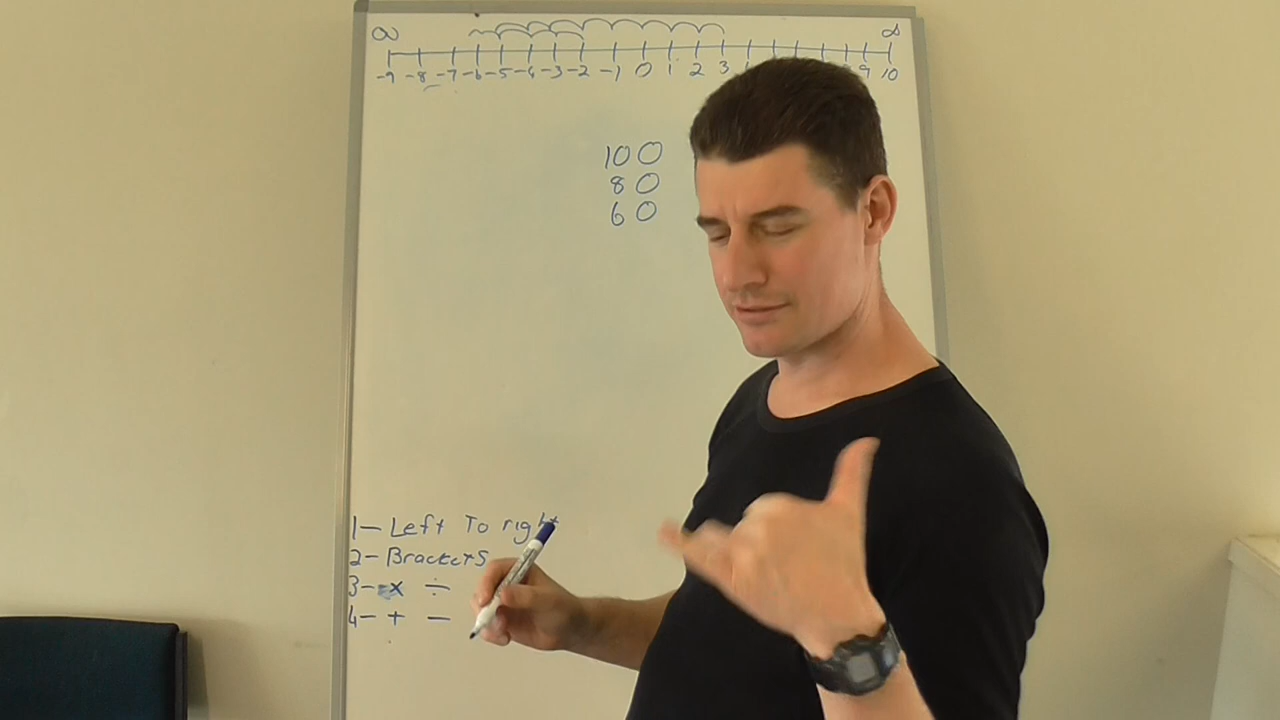 ∞ ∞
-9 -8 -7 -6 -5 -4 -3 -2 -1 0 1 2 3 9 10
100
80
60
1- Left To right
2- Brackets
3- × ÷
4- + -